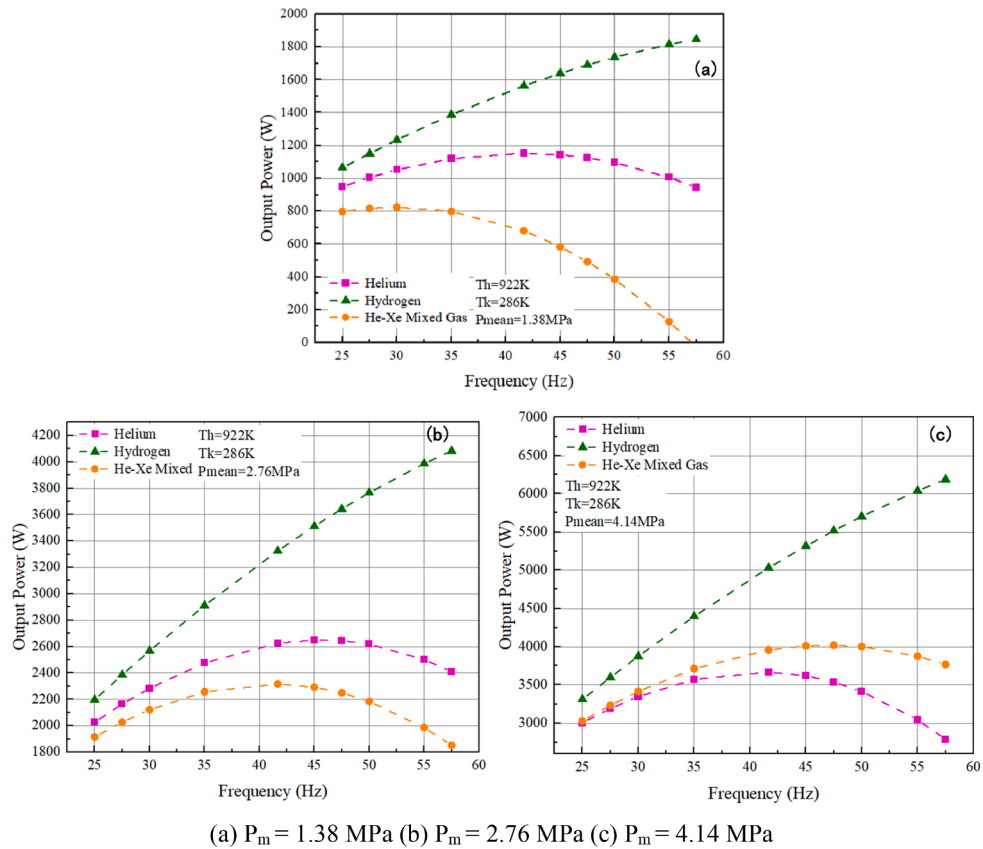 2000
1800
1600
1400
1200
1000
800
600
400
200
0
Output Power (W)
(a)
Helium
Hydrogen
He-Xe Mixed Gas
Th=922K
Tk=286K
Pmean=1.38MPa
25 30 35 40 45 50 55 60
Frequency (Hz)
4200
4000
3800
3600
3400
3200
3000
2800
2600
2400
2200
2000
1800
Output Power (W)
(b)
Helium
Hydrogen
He-Xe Mixed
Th=922K
Tk=286K
Pmean=2.76MPa
25 30 35 40 45 50 55 60
Frequency (Hz)
7000
6500
6000
5500
5000
4500
4000
3500
3000
Output Power (W)
(c)
Helium
Hydrogen
He-Xe Mixed Gas
Th=922K
Tk=286K
Pmean=4.14MPa
25 30 35 40 45 50 55 60
Frequency (Hz)
(a) Pm = 1.38 MPa (b) Pm = 2.76 MPa (c) Pm = 4.14 MPa